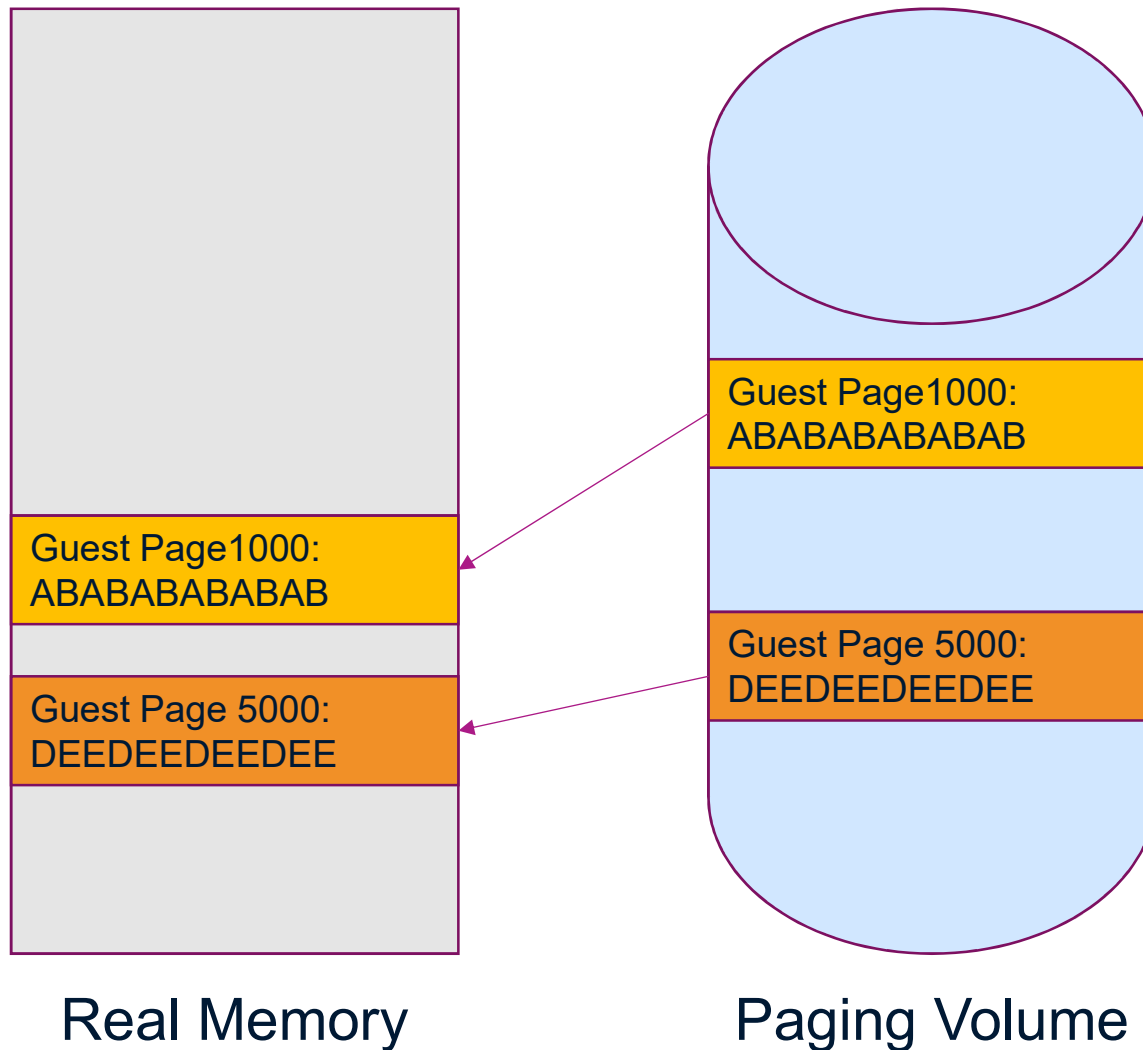 Guest Page1000:
ABABABABABAB
Guest Page 5000:
DEEDEEDEEDEE
Real Memory
Guest Page1000:
ABABABABABAB
Guest Page 5000:
DEEDEEDEEDEE
Paging Volume